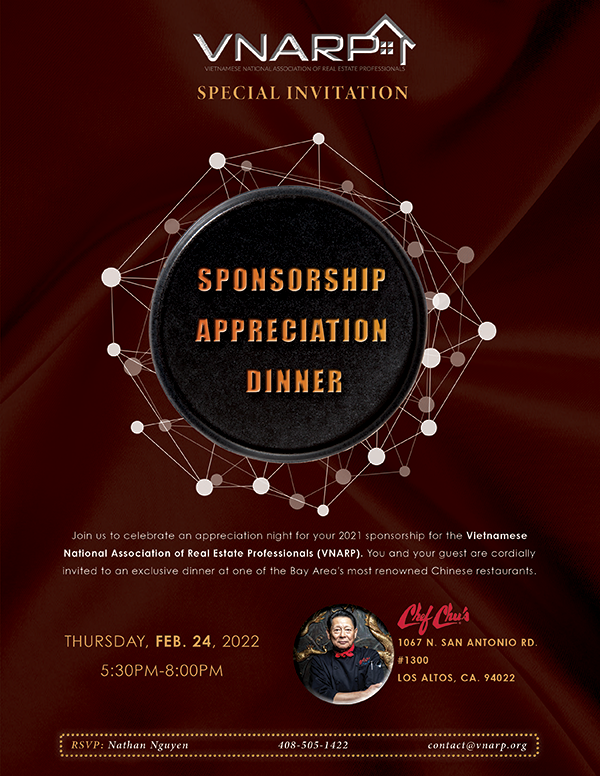 VNARP
VIETNAMESE NATIONAL ASSOCIATION OF REAL ESTATE PROFESSIONALS
SPECIAL INVITATION
SPONSORSHIP
APPRECIATION
DINNER
Join us to celebrate an appreciation night for your 2021 sponsorship for the Vietnamese
National Association of Real Estate Professionals (VNARP). You and your guest are cordially
invited to an exclusive dinner at one of the Bay Area's most renowned Chinese restaurants.
THURSDAY, FEB. 24, 2022
5:30PM-8:00PM
Chef Chu's
1067 N. SAN ANTONIO RD.
#1300
LOS ALTOS, CA. 94022
RSVP: Nathan Nguyen 408-505-1422 contact@vnarp.org